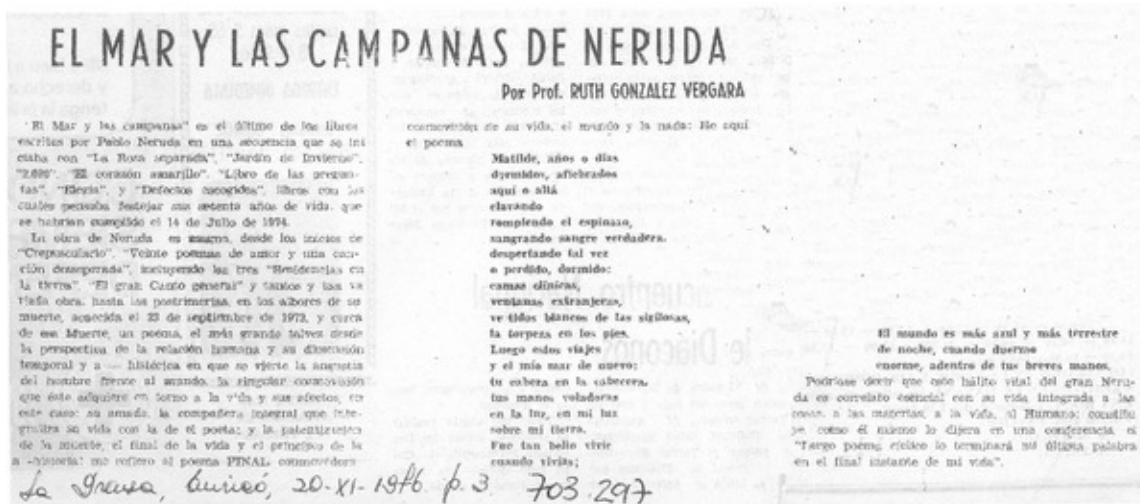 EL MAR Y LAS CAMPANAS DE NERUDA
Por Prof. RUTH GONZALEZ VERGARA
"El Mar y las campanas" es el último de los libros
escritos por Pablo Neruda en una secuencia que se ini
ciaba con "La Rosa separada", "Jardín de Invierno",
"2.000", "El corazón amarillo", "Libro de las pregun-
tas", "Elegía", y "Defectos escogidos", libros con los
cuales pensaba festejar sus setenta años de vida, que
se habrían cumplido el 14 de Julio de 1974.
La obra de Neruda es magna, desde los inicios de
"Crepusculario", "Veinte poemas de amor y una can-
ción desesperada", incluyendo las tres "Residencias en
la tierra", "El gran Canto general" y tantos y tan va
riada obra, hasta las postrimerías, en los albores de su
muerte, acaecida el 23 de septiembre de 1973, y cerca
de esa Muerte, un poema, el más grande talvez desde
la perspectiva de la relación humana y su dimensión
temporal y a — histórica en que se vierte la angustia
del hombre frente al mundo, la singular cosmovisión
que éste adquiere en torno a la vida y sus afectos, en
este caso: su amada, la compañera integral que inte-
graliza su vida con la de el poeta; y la patentización
de la muerte, el final de la vida y el principio de la
a -historia: me refiero al poema FINAL, conmovedora
cosmovisión de su vida, el mundo y la nada: He aquí
el poema
Matilde, años o días
dormidos, afiebrados
aquí o allá
clavando
rompiendo el espinazo,
sangrando sangre verdadera.
despertando tal vez
o perdido, dormido:
camas clínicas,
ventanas extranjeras,
ve tidos blancos de las sigilosas,
la torpeza en los pies.
Luego estos viajes
y el mía mar de nuevo:
tu cabeza en la cabecera,
tus manos voladoras
en la luz, en mi luz
sobre mi tierra.
Fue tan bello vivir
cuando vivías;
El mundo es más azul y más terrestre
de noche, cuando duermo
enorme, adentro de tus breves manos.
Podríase decir que este hálito vital del gran Neru-
da es correlato esencial con su vida integrada a las
cosas, a las materias, a la vida, al Humano; constitu
ye, como él mismo lo dijera en una conferencia, el
"Largo poema cíclico lo terminará mi última palabra
en el final instante de mi vida".
La Prensa, Curicó, 20-XI-1986 p. 3. 703.297